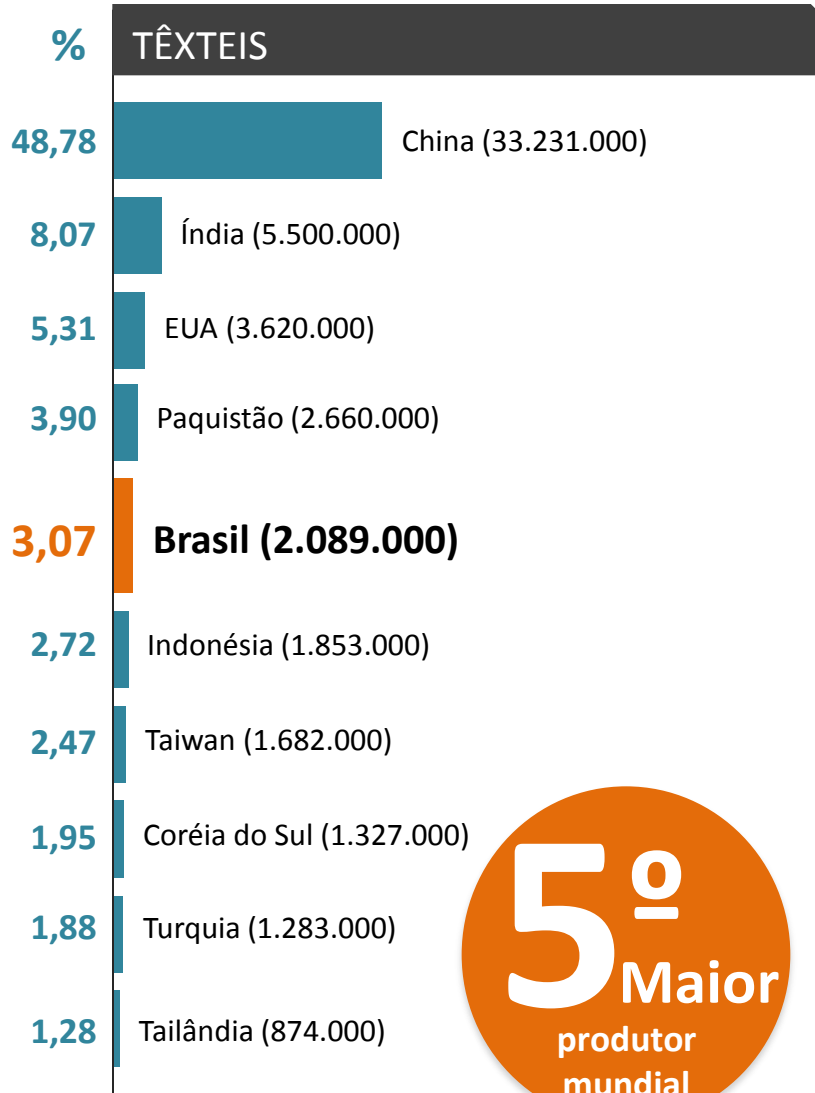 % TÊXTEIS
48,78 China (33.231.000)
8,07 Índia (5.500.000)
5,31 EUA (3.620.000)
3,90 Paquistão (2.660.000)
3,07 Brasil (2.089.000)
2,72 Indonésia (1.853.000)
2,47 Taiwan (1.682.000)
1,95 Coréia do Sul (1.327.000)
1,88 Turquia (1.283.000)
1,28 Tailândia (874.000)
5º
Maior
produtor
mundial